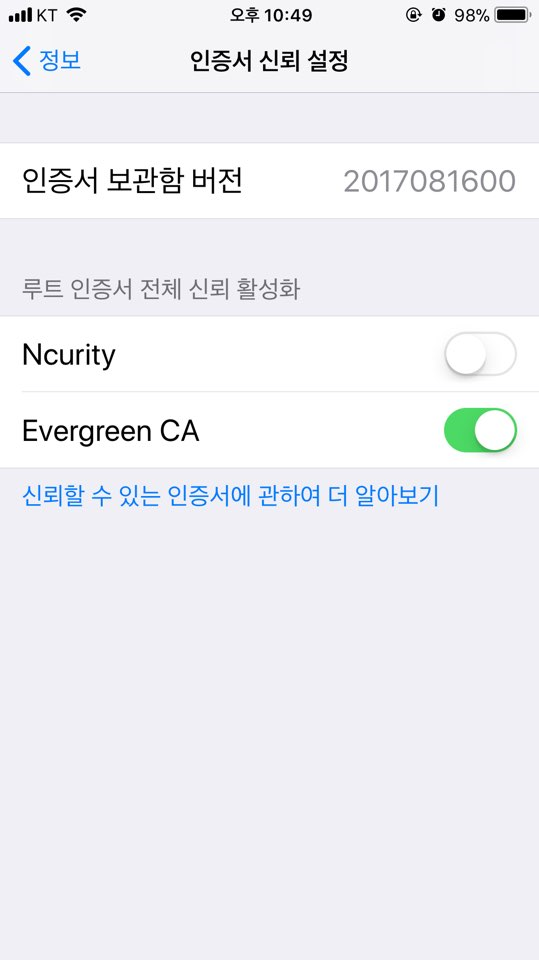 KT 오후 10:49 98%
정보 인증서 신뢰 설정
인증서 보관함 버전 2017081600
루트 인증서 전체 신뢰 활성화
Ncurity
Evergreen CA
신뢰할 수 있는 인증서에 관하여 더 알아보기